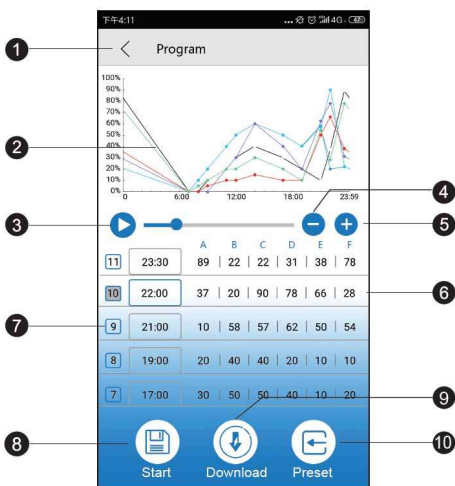 下午4:11
... 4G 47
1
Program
100%
90%
80%
70%
60%
50%
40%
30%
20%
10%
0%
0 6:00 12:00 18:00 23:59
2
3
4
5
A B C D E F
11 23:30 89 | 22 | 22 | 31 | 38 | 78
10 22:00 37 | 20 | 90 | 78 | 66 | 28
6
7
9 21:00 10 | 58 | 57 | 62 | 50 | 54
8 19:00 20 | 40 | 40 | 20 | 10 | 10
7 17:00 30 | 50 | 50 | 40 | 10 | 20
9
8
10
Start Download Preset